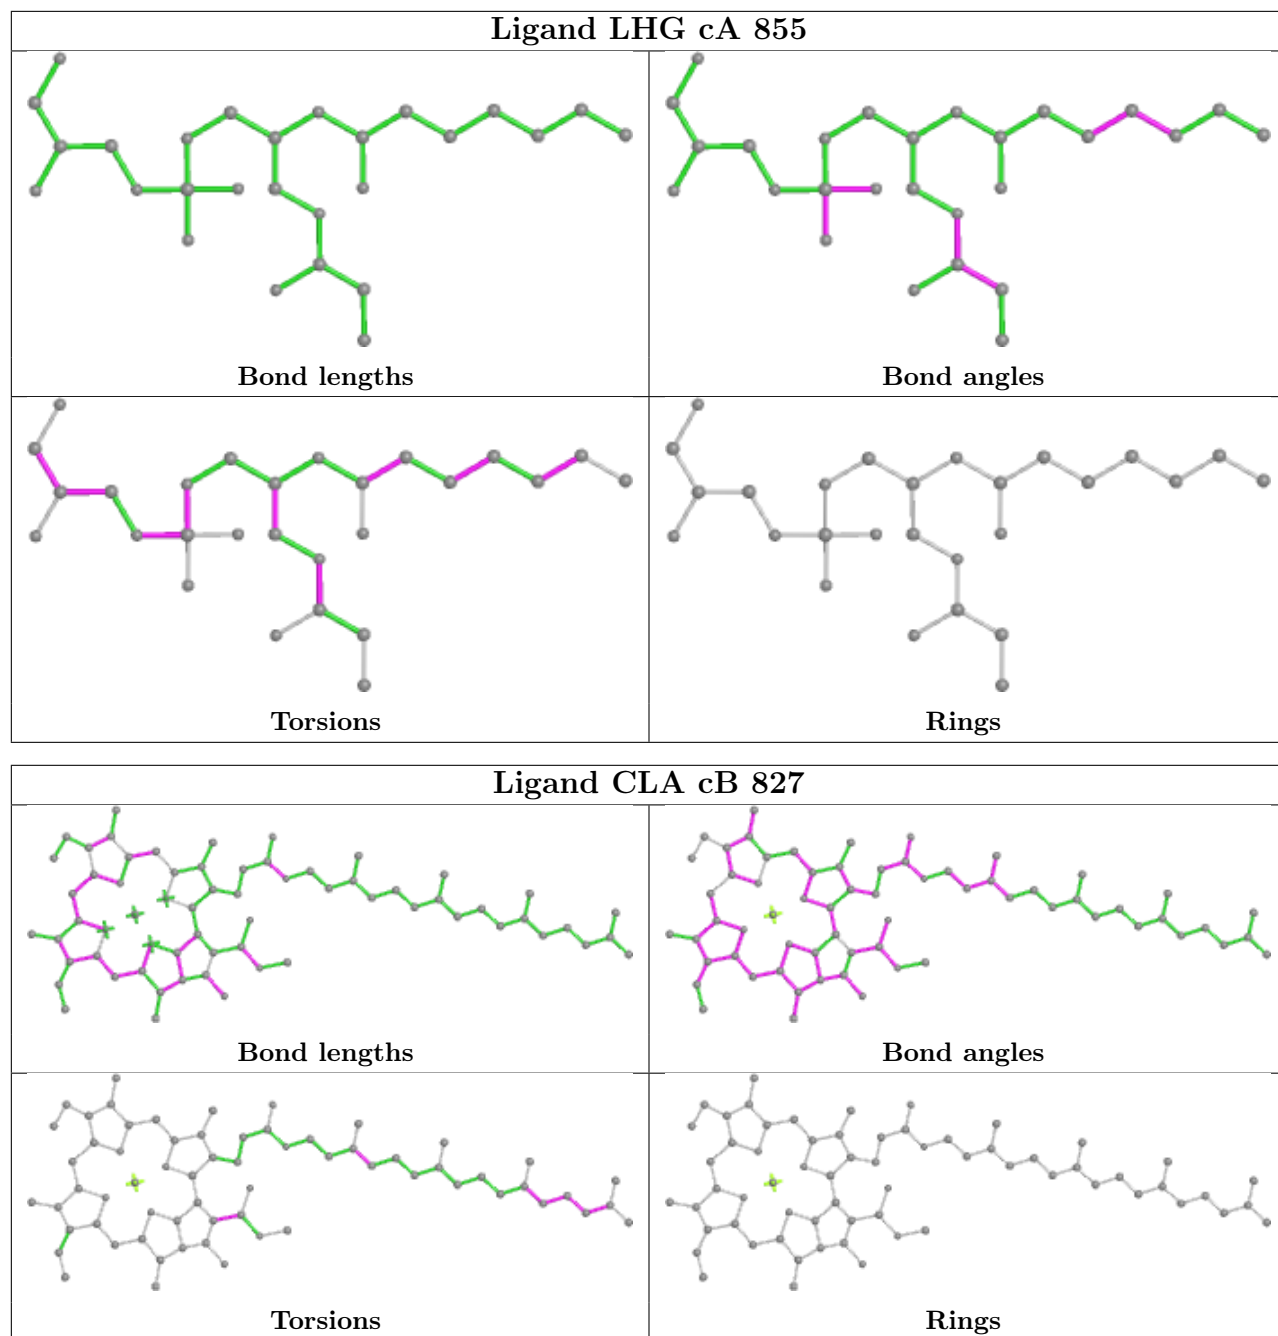 Ligand LHG cA 855
Bond lengths
Bond angles
Torsions
Rings
Ligand CLA cB 827
Bond lengths
Bond angles
Torsions
Rings